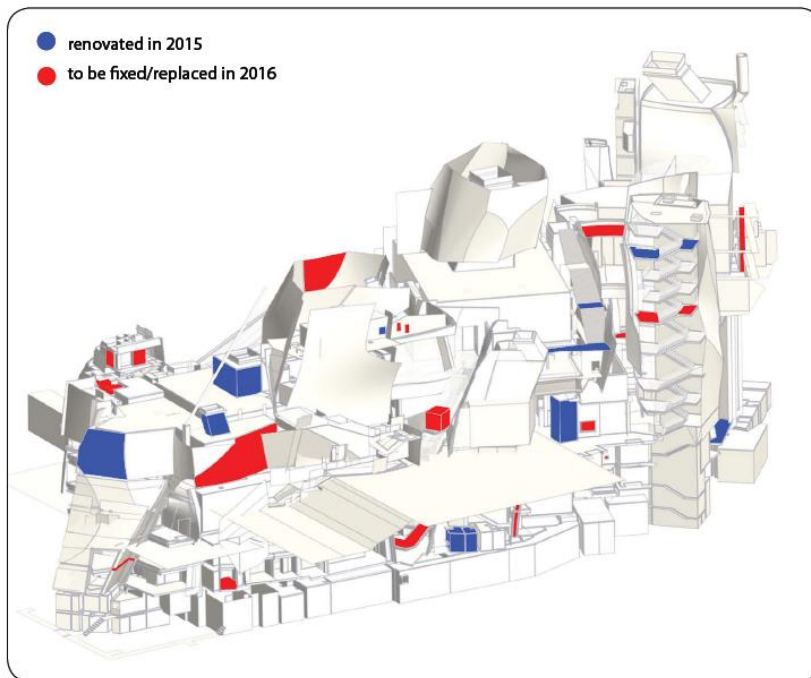 renovated in 2015
to be fixed/replaced in 2016